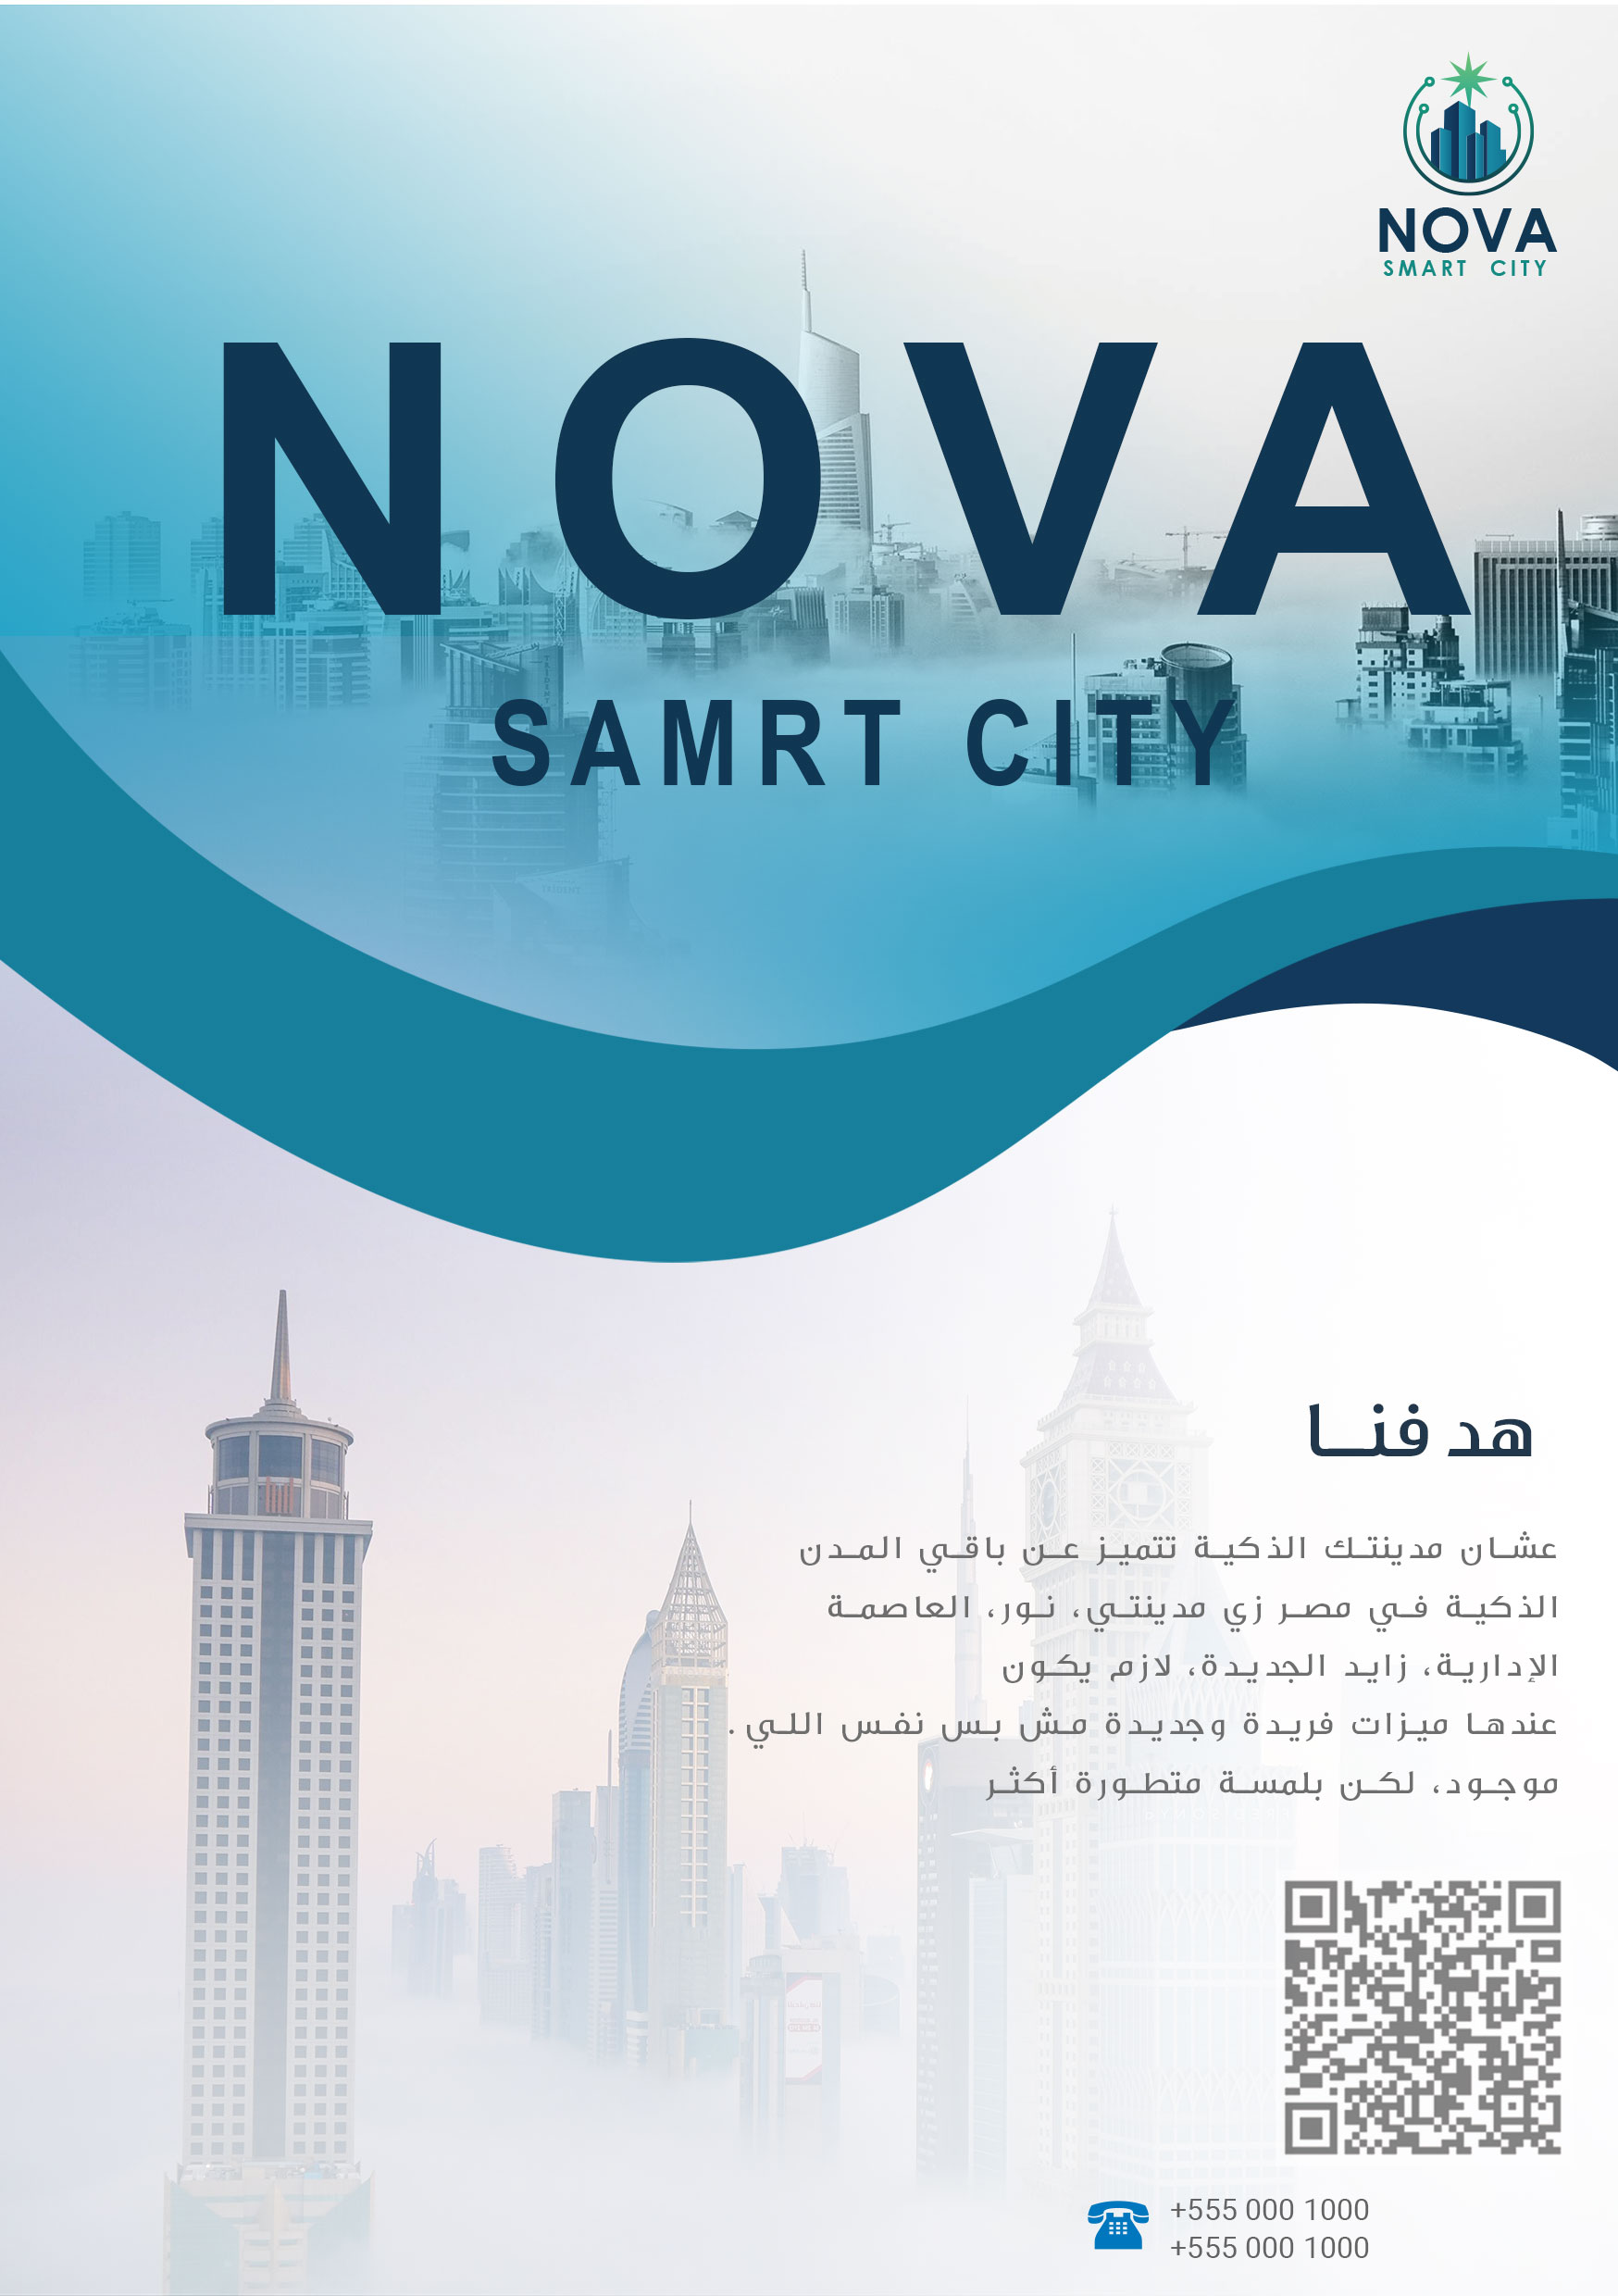 NOVA
SMART CITY
NOVA
SAMRT CITY
هدفنا
عشان مدينتك الذكية تتميز عن باقي المدن
الذكية في مصر زي مدينتي، نور، العاصمة
الإدارية، زايد الجديدة، لازم يكون
عندها ميزات فريدة وجديدة مش بس نفس اللي.
موجود، لكن بلمسة متطورة أكثر
+555 000 1000
+555 000 1000